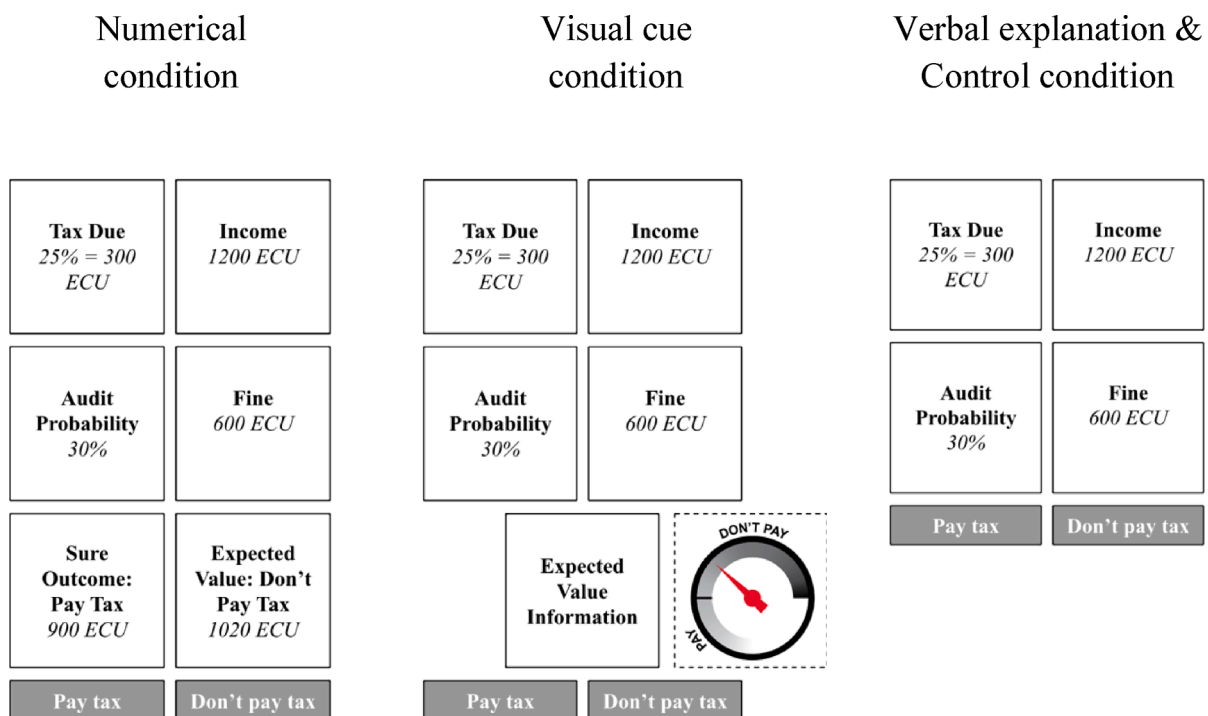 Numerical
condition
Visual cue
condition
Verbal explanation &
Control condition
Tax Due
25% = 300
ECU
Income
1200 ECU
Audit
Probability
30%
Fine
600 ECU
Sure
Outcome:
Pay Tax
900 ECU
Expected
Value: Don't
Pay Tax
1020 ECU
Pay tax
Don't pay tax
Tax Due
25% = 300
ECU
Income
1200 ECU
Audit
Probability
30%
Fine
600 ECU
Expected
Value
Information
DON'T PAY
PAY
Pay tax
Don't pay tax
Tax Due
25% = 300
ECU
Income
1200 ECU
Audit
Probability
30%
Fine
600 ECU
Pay tax
Don't pay tax